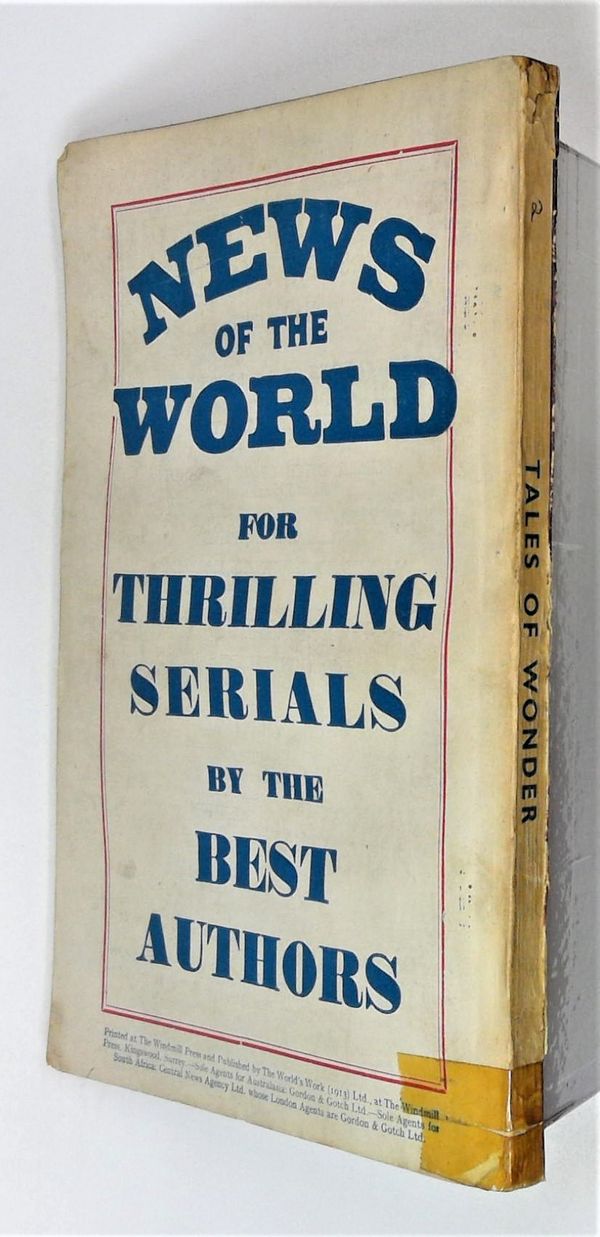 NEWS
OF THE
WORLD
FOR
THRILLING
SERIALS
BY THE
BEST
AUTHORS
Printed at The Windmill Press and Published by The World's Work (1913) Ltd., at The Windmill
Press, Kingswood, Surrey.—Sole Agents for Australasia: Gordon & Gotch Ltd.—Sole Agents for
South Africa: Central News Agency Ltd. whose London Agents are Gordon & Gotch Ltd.
2
TALES OF WONDER